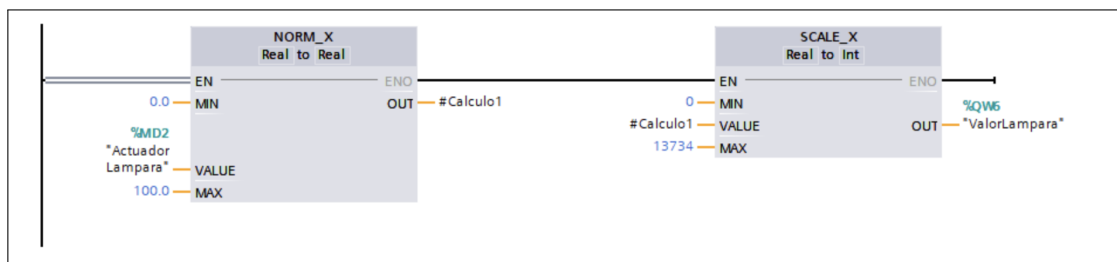 NORM_X
Real to Real
EN
ENO
0.0
MIN
OUT
#Calculo1
%MD2
"Actuador
Lampara"
VALUE
100.0
MAX
SCALE_X
Real to Int
EN
ENO
0
MIN
#Calculo1
VALUE
13734
MAX
OUT
%QW6
"ValorLampara"